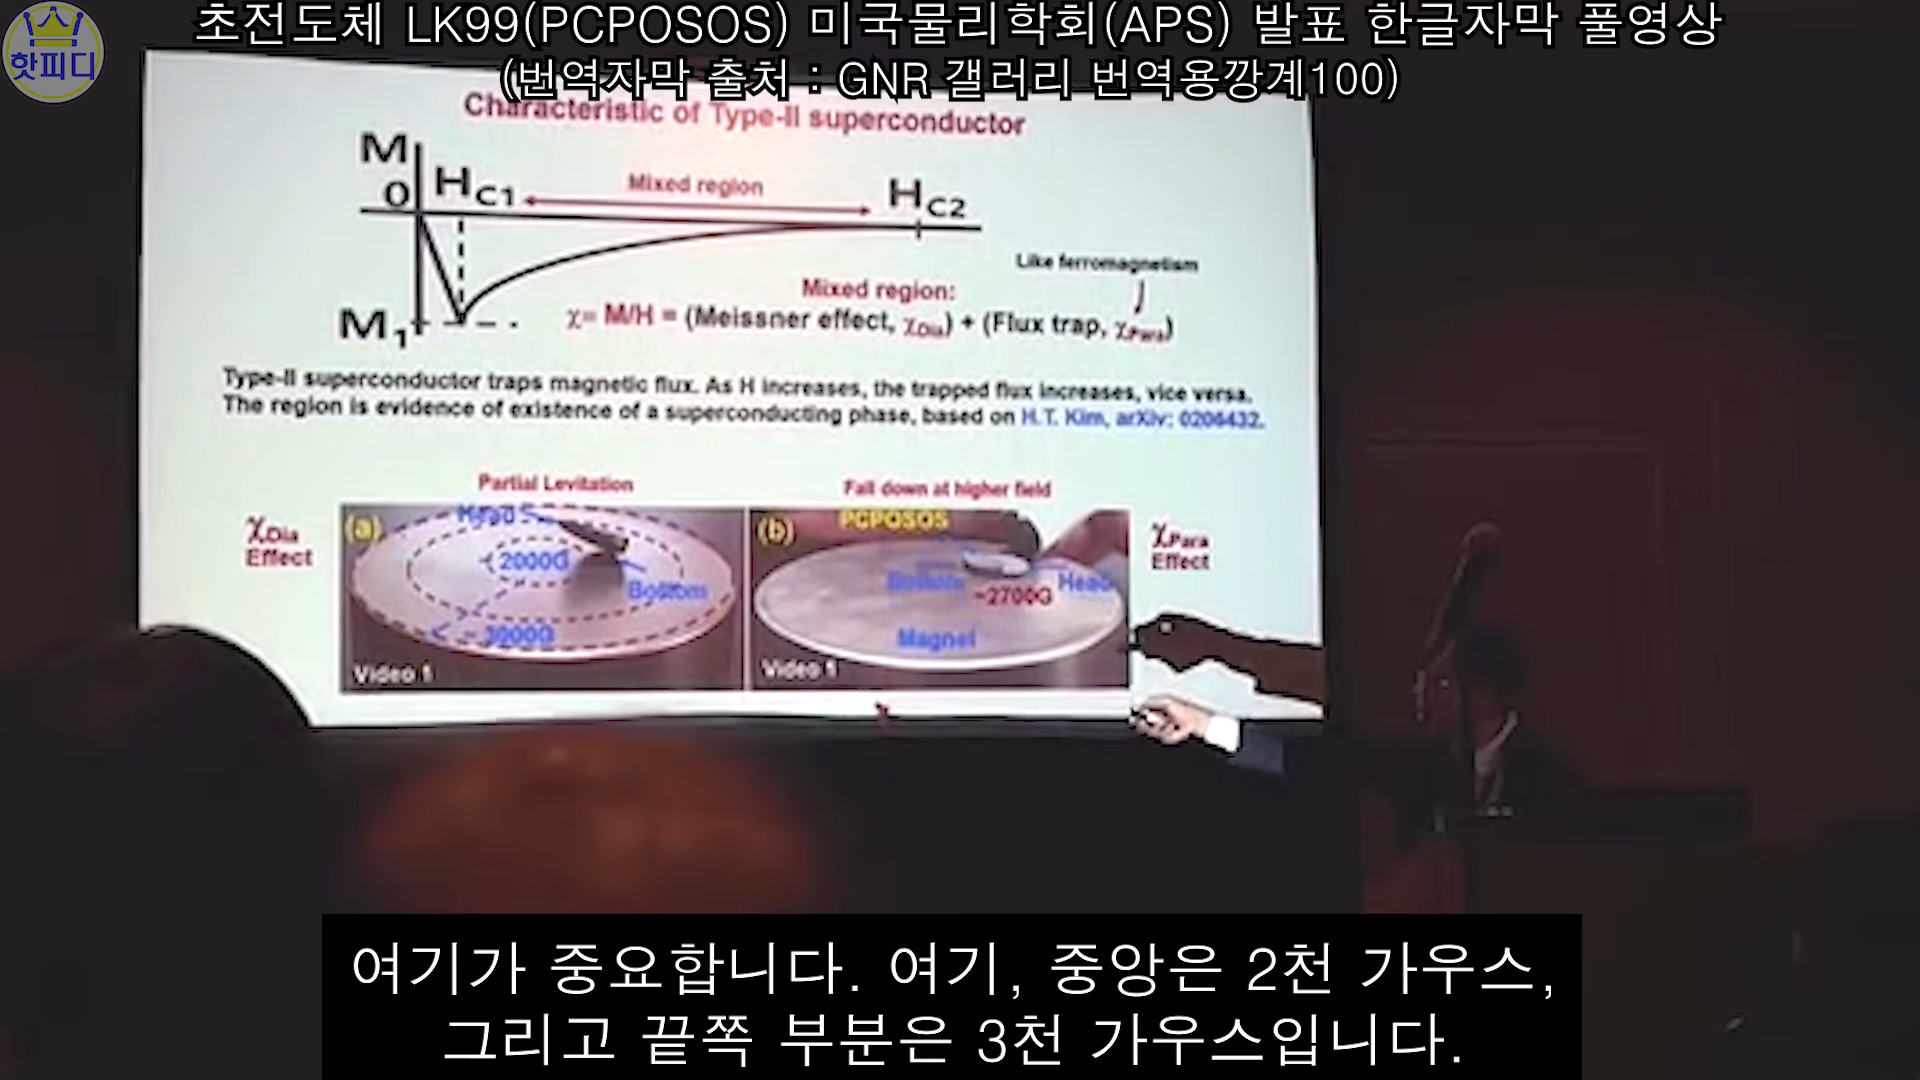 초전도체 LK99(PCPOSOS) 미국물리학회(APS) 발표 한글자막 풀영상
핫피디
(번역자막 출처 : GNR 갤러리 번역용깡계100)
Characteristic of Type-II superconductor
M
0
HC1
Mixed region
HC2
Like ferromagnetism
Mixed region:
M1
χ= M/H = (Meissner effect, χDia) + (Flux trap, χPara)
Type-II superconductor traps magnetic flux. As H increases, the trapped flux increases, vice versa.
The region is evidence of existence of a superconducting phase, based on H.T. Kim, arXiv: 0206432.
Partial Levitation
Fall down at higher field
χDia
Effect
(a)
Head
~2000G
Bottom
~3000G
Video 1
(b)
PCPOSOS
Bottom
Head
~2700G
Magnet
Video 1
χPara
Effect
여기가 중요합니다. 여기, 중앙은 2천 가우스,
그리고 끝쪽 부분은 3천 가우스입니다.